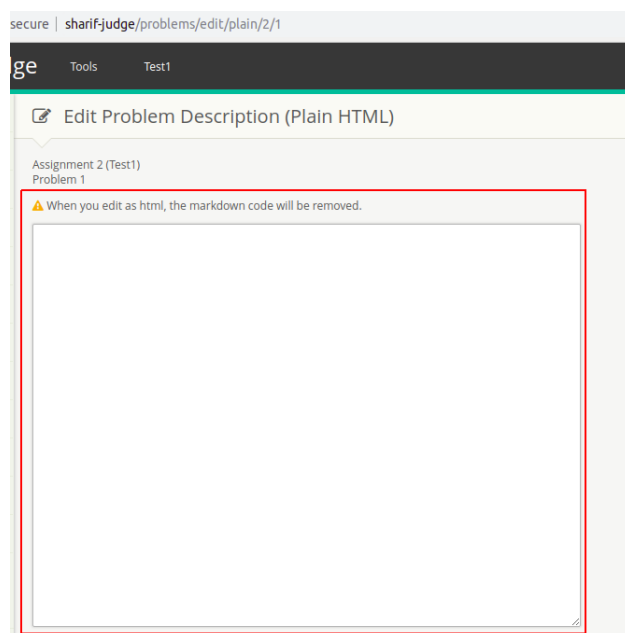 secure | sharif-judge/problems/edit/plain/2/1
dge Tools Test1
Edit Problem Description (Plain HTML)
Assignment 2 (Test1)
Problem 1
When you edit as html, the markdown code will be removed.